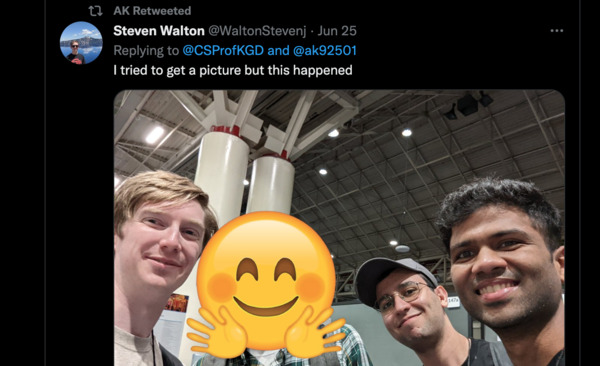 AK Retweeted
Steven Walton @WaltonStevenj · Jun 25
Replying to @CSProfKGD and @ak92501
I tried to get a picture but this happened